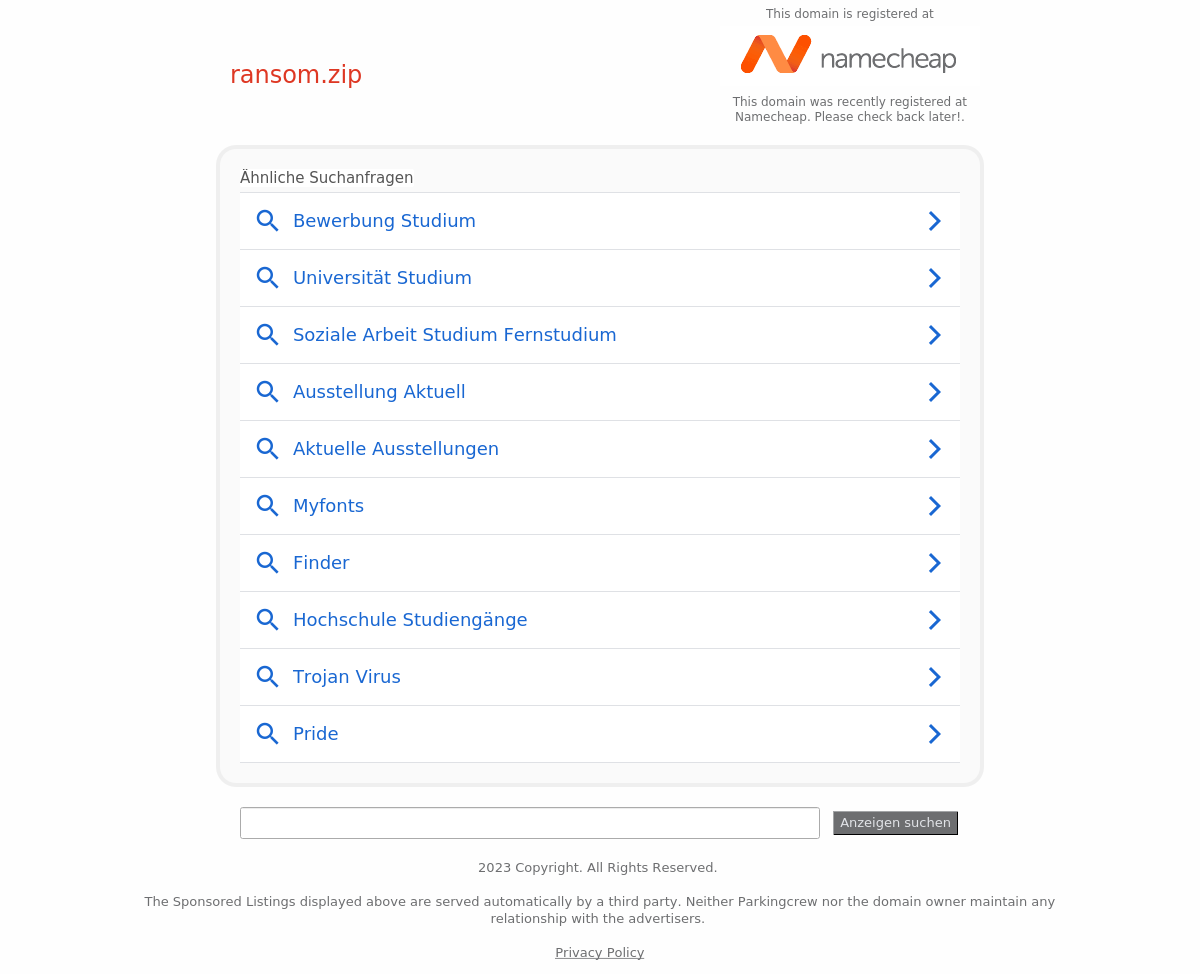 This domain is registered at
namecheap
ransom.zip
This domain was recently registered at
Namecheap. Please check back later!.
Ähnliche Suchanfragen
Bewerbung Studium
Universität Studium
Soziale Arbeit Studium Fernstudium
Ausstellung Aktuell
Aktuelle Ausstellungen
Myfonts
Finder
Hochschule Studiengänge
Trojan Virus
Pride
Anzeigen suchen
2023 Copyright. All Rights Reserved.
The Sponsored Listings displayed above are served automatically by a third party. Neither Parkingcrew nor the domain owner maintain any
relationship with the advertisers.
Privacy Policy